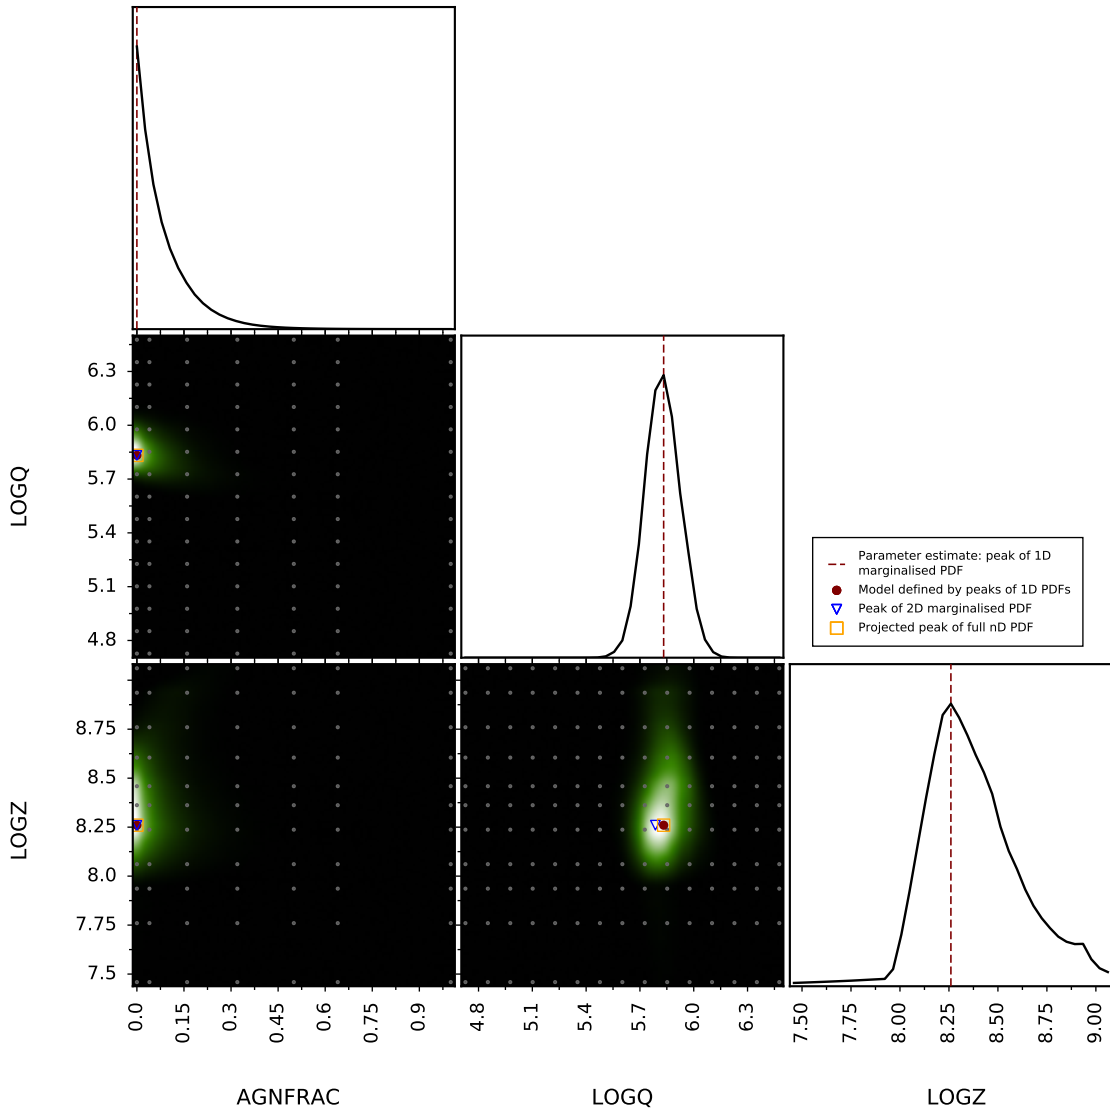 6.3
6.0
5.7
5.4
5.1
4.8
LOGQ
Parameter estimate: peak of 1D
marginalised PDF
Model defined by peaks of 1D PDFs
Peak of 2D marginalised PDF
Projected peak of full nD PDF
8.75
8.5
8.25
8.0
7.75
7.5
LOGZ
0.0 0.15 0.3 0.45 0.6 0.75 0.9
4.8 5.1 5.4 5.7 6.0 6.3
7.50 7.75 8.00 8.25 8.50 8.75 9.00
AGNFRAC LOGQ LOGZ